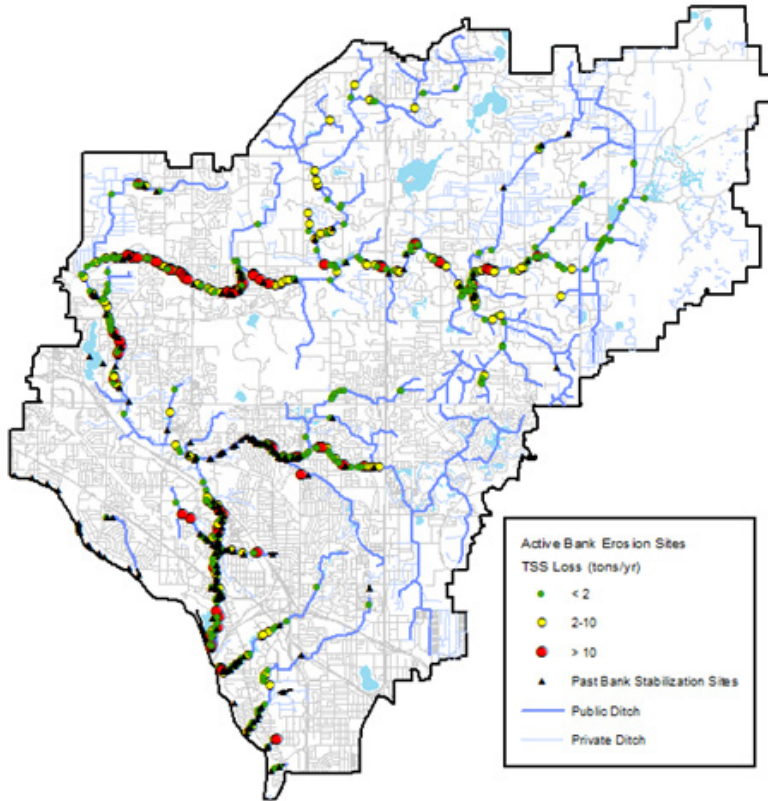 Active Bank Erosion Sites
TSS Loss (tons/yr)
< 2
2-10
> 10
Past Bank Stabilization Sites
Public Ditch
Private Ditch